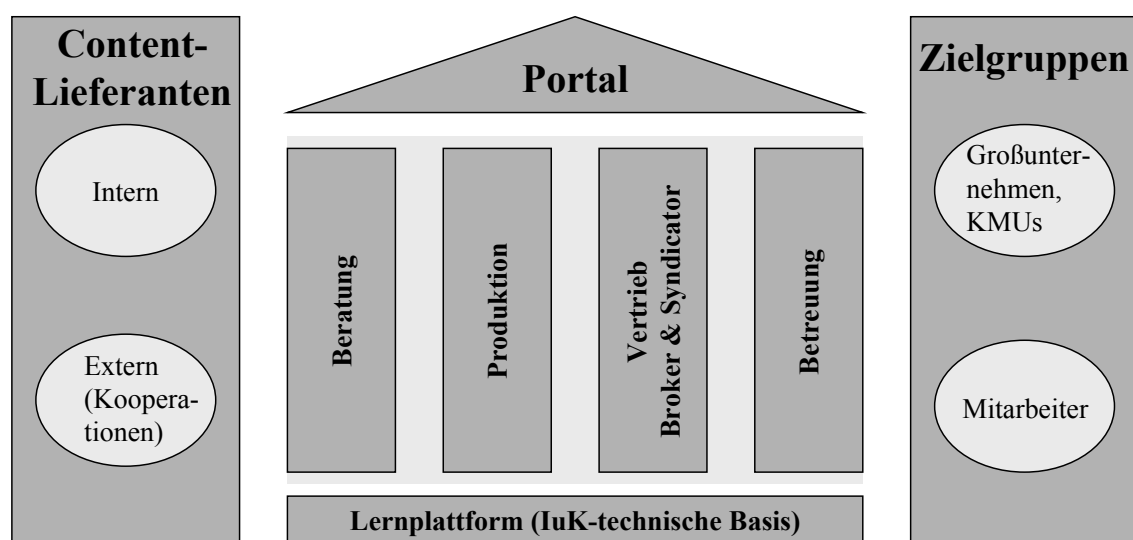 Content-
Lieferanten
Intern
Extern
(Koopera-
tionen)
Portal
Beratung
Produktion
Vertrieb
Broker & Syndicator
Betreuung
Lernplattform (IuK-technische Basis)
Zielgruppen
Großunter-
nehmen,
KMUs
Mitarbeiter